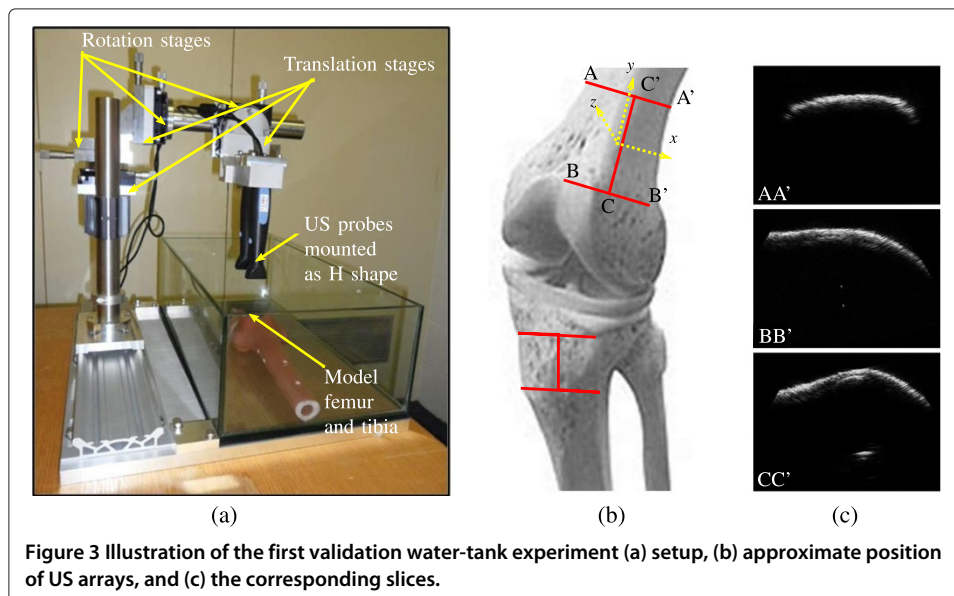 Rotation stages
Translation stages
US probes
mounted
as H shape
Model
femur
and tibia
(a)
A
C'
y
A'
z
x
B
C
B'
(b)
AA'
BB'
CC'
(c)
Figure 3 Illustration of the first validation water-tank experiment (a) setup, (b) approximate position
of US arrays, and (c) the corresponding slices.